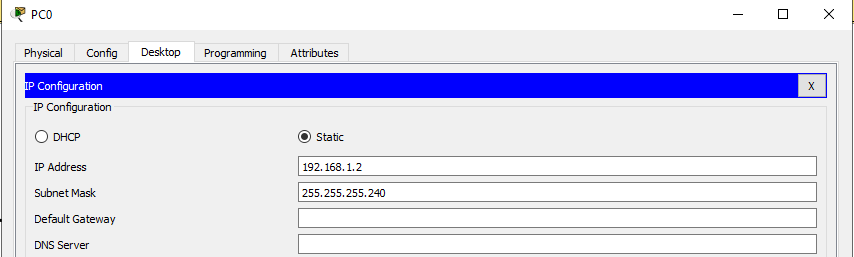 PC0
Physical Config Desktop Programming Attributes
IP Configuration X
IP Configuration
DHCP Static
IP Address 192.168.1.2
Subnet Mask 255.255.255.240
Default Gateway
DNS Server